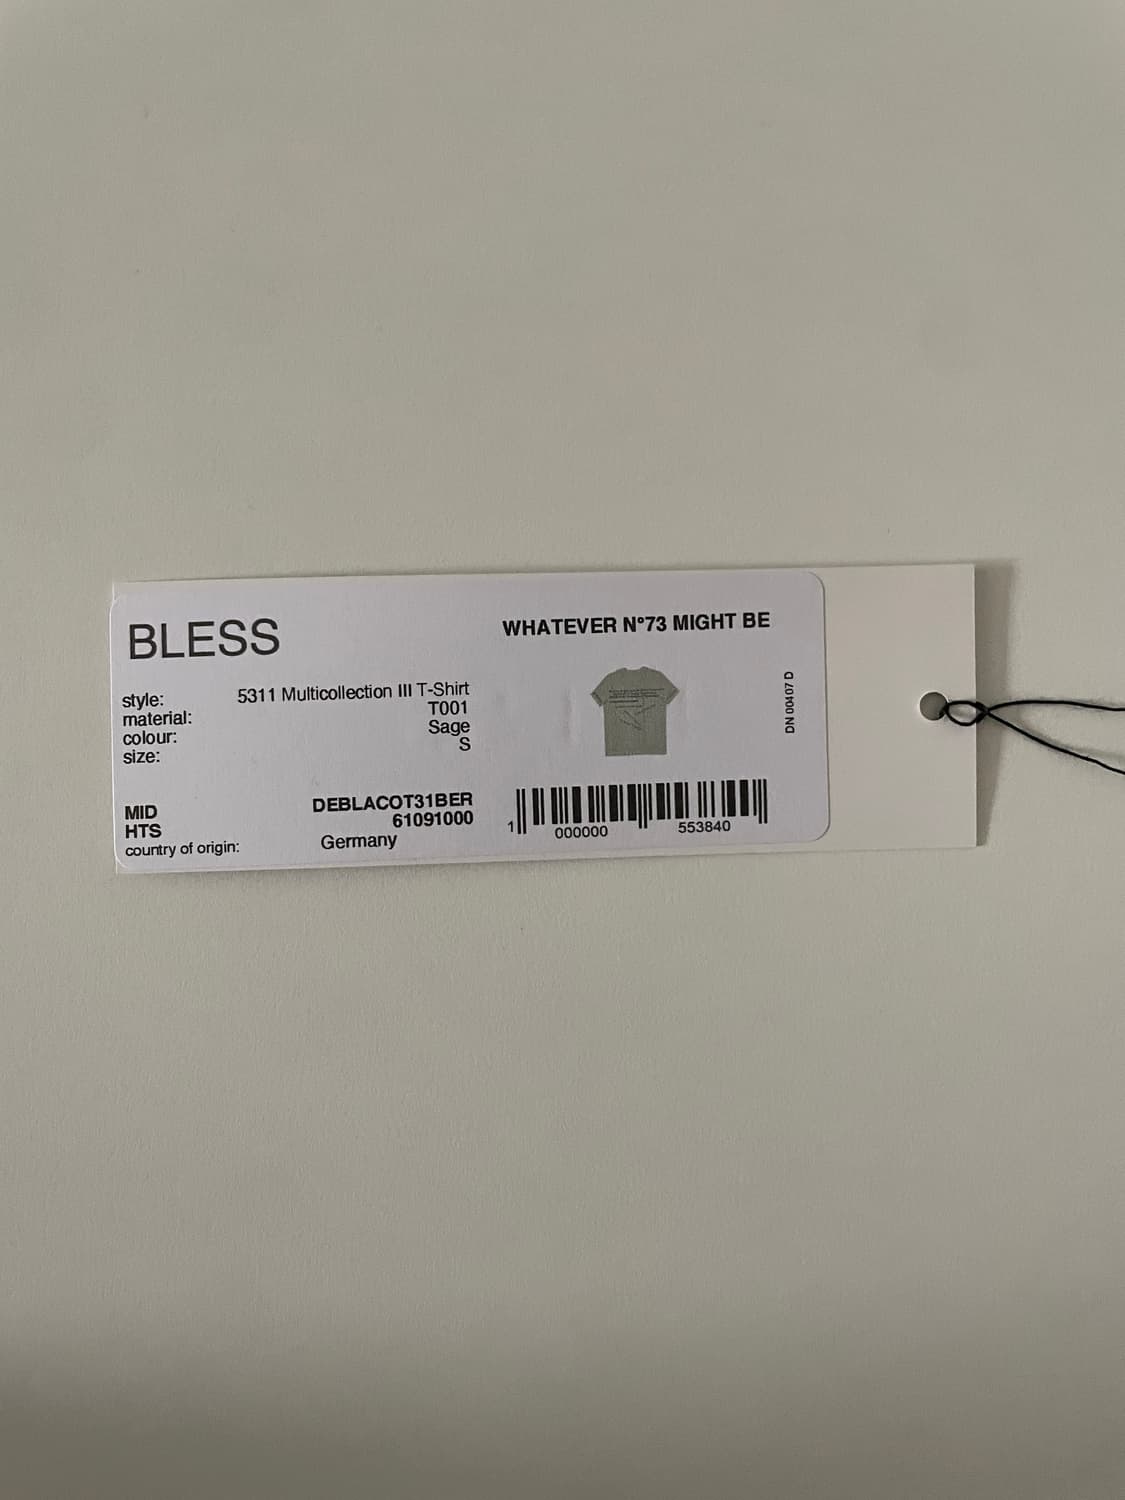 BLESS
style: 5311 Multicollection III T-Shirt
material: T001
colour: Sage
size: S
MID DEBLACOT31BER
HTS 61091000
country of origin: Germany
WHATEVER N°73 MIGHT BE
DN 00407 D
1 000000 553840